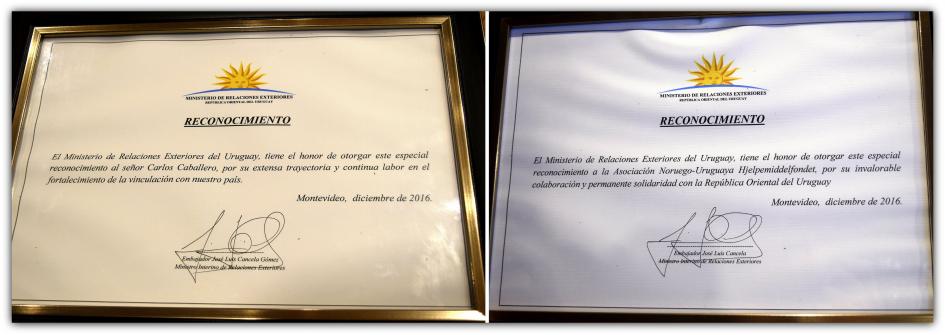 MINISTERIO DE RELACIONES EXTERIORES
REPÚBLICA ORIENTAL DEL URUGUAY
RECONOCIMIENTO
El Ministerio de Relaciones Exteriores del Uruguay, tiene el honor de otorgar este especial
reconocimiento al señor Carlos Caballero, por su extensa trayectoria y continua labor en el
fortalecimiento de la vinculación con nuestro país.
Montevideo, diciembre de 2016.
Embajador José Luis Cancela Gómez
Ministro Interino de Relaciones Exteriores
MINISTERIO DE RELACIONES EXTERIORES
REPÚBLICA ORIENTAL DEL URUGUAY
RECONOCIMIENTO
El Ministerio de Relaciones Exteriores del Uruguay, tiene el honor de otorgar este especial
reconocimiento a la Asociación Noruego-Uruguaya Hjelpemiddelfondet, por su invalorable
colaboración y permanente solidaridad con la República Oriental del Uruguay
Montevideo, diciembre de 2016.
Embajador José Luis Cancela
Ministro Interino de Relaciones Exteriores